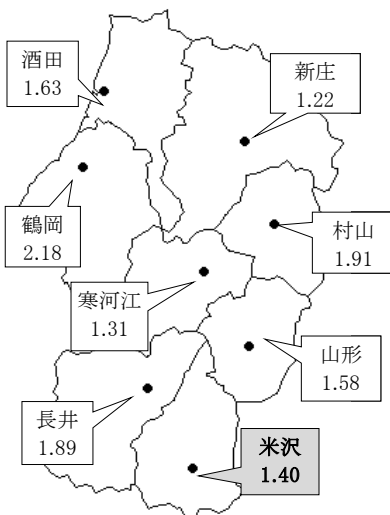 酒田
1.63
新庄
1.22
鶴岡
2.18
村山
1.91
寒河江
1.31
山形
1.58
長井
1.89
米沢
1.40